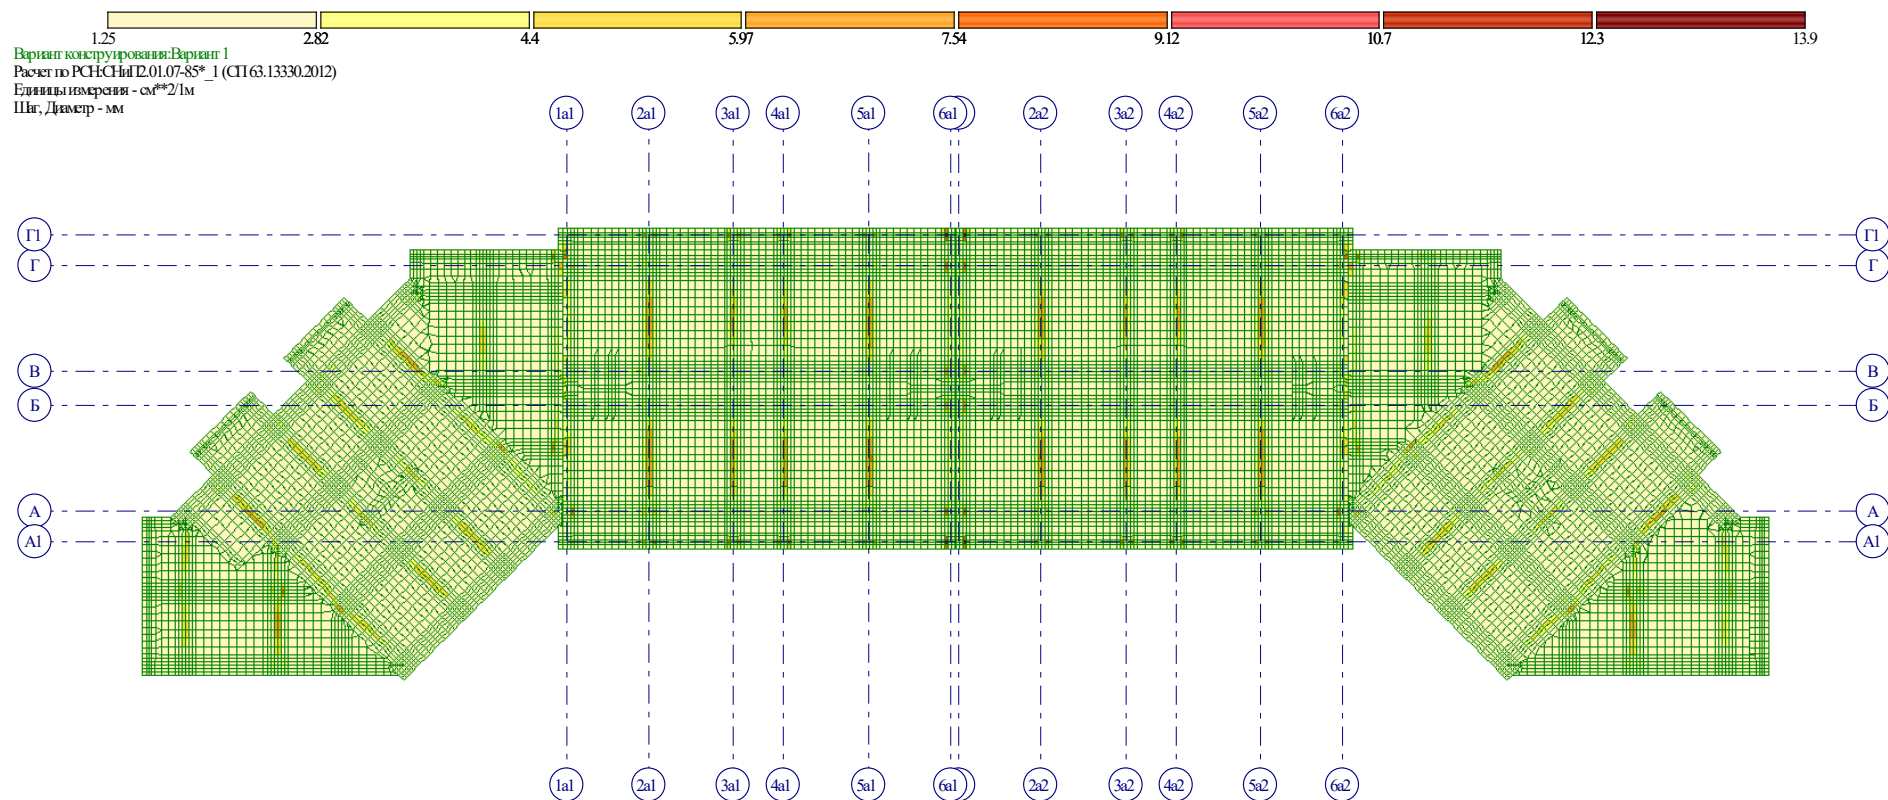 1.25 2.82 4.4 5.97 7.54 9.12 10.7 12.3 13.9
Вариант конструирования:Вариант 1
Расчет по РСН:СНиП2.01.07-85*_1 (СП 63.13330.2012)
Единицы измерения - см**2/1м
Шаг, Диаметр - мм
1а1 2а1 3а1 4а1 5а1 6а1 2а2 3а2 4а2 5а2 6а2
Г1 Г1
Г Г
В В
Б Б
А А
А1 А1
1а1 2а1 3а1 4а1 5а1 6а1 2а2 3а2 4а2 5а2 6а2